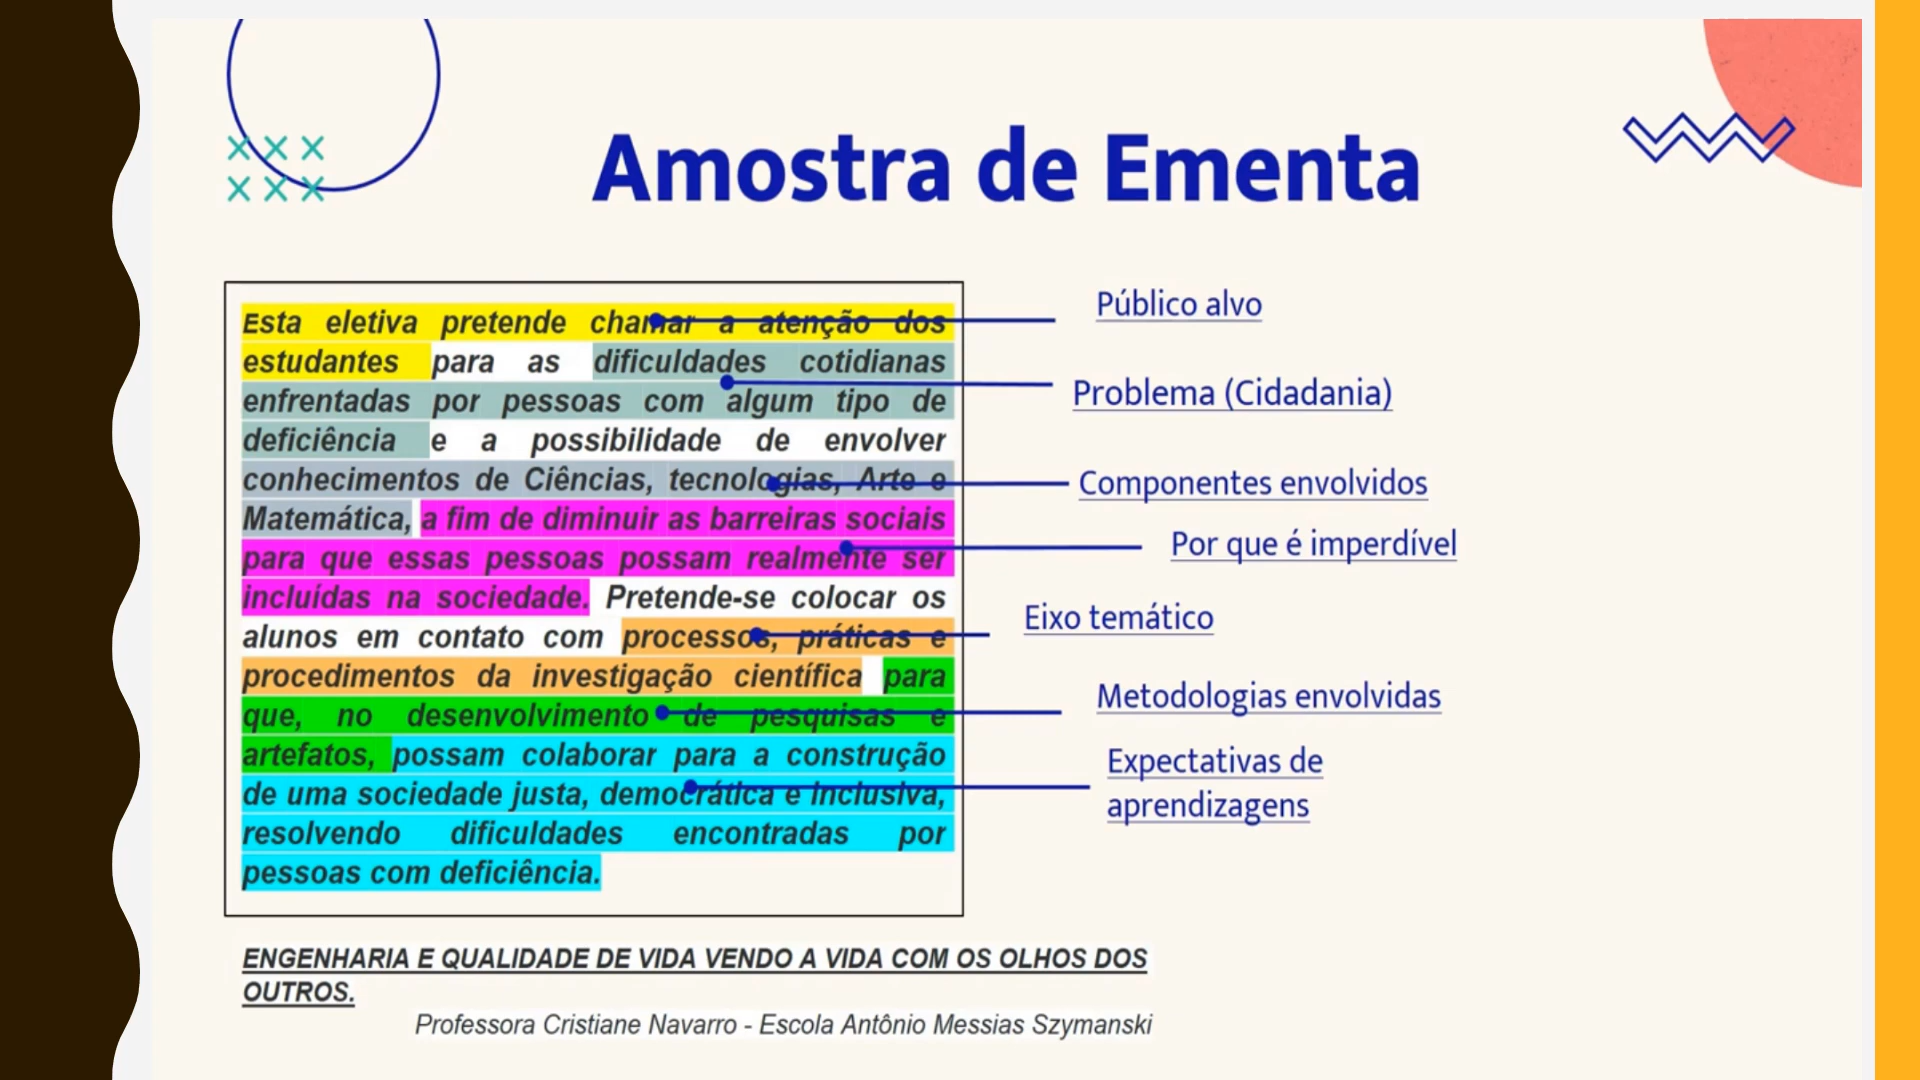 Amostra de Ementa
Esta eletiva pretende chamar a atenção dos
estudantes para as dificuldades cotidianas
enfrentadas por pessoas com algum tipo de
deficiência e a possibilidade de envolver
conhecimentos de Ciências, tecnologias, Arte e
Matemática, a fim de diminuir as barreiras sociais
para que essas pessoas possam realmente ser
incluídas na sociedade. Pretende-se colocar os
alunos em contato com processos, práticas e
procedimentos da investigação científica para
que, no desenvolvimento de pesquisas e
artefatos, possam colaborar para a construção
de uma sociedade justa, democrática e inclusiva,
resolvendo dificuldades encontradas por
pessoas com deficiência.
Público alvo
Problema (Cidadania)
Componentes envolvidos
Por que é imperdível
Eixo temático
Metodologias envolvidas
Expectativas de
aprendizagens
ENGENHARIA E QUALIDADE DE VIDA VENDO A VIDA COM OS OLHOS DOS
OUTROS.
Professora Cristiane Navarro - Escola Antônio Messias Szymanski